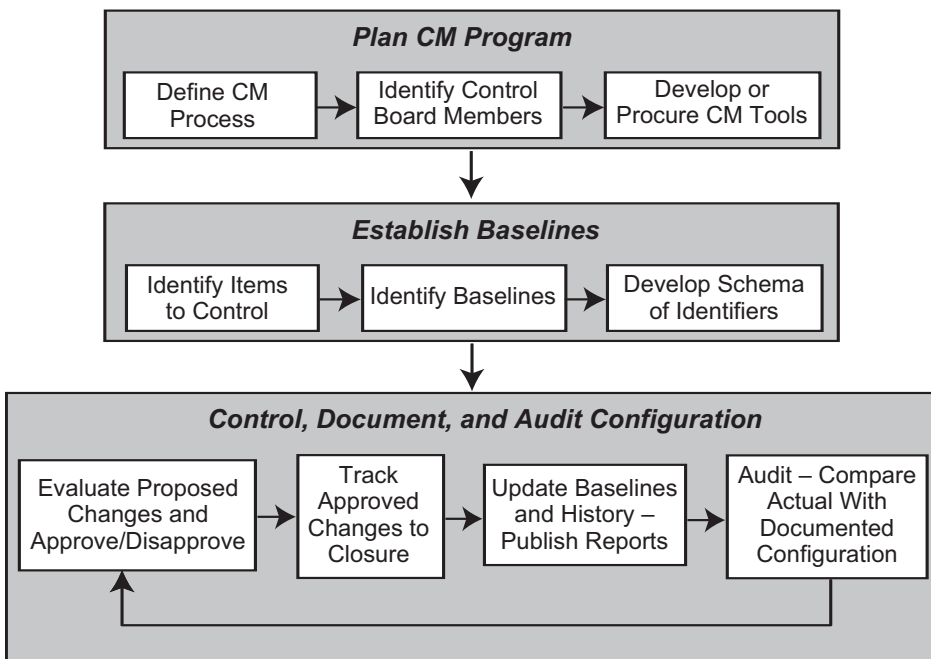 Plan CM Program
Define CM
Process
Identify Control
Board Members
Develop or
Procure CM Tools
Establish Baselines
Identify Items
to Control
Identify Baselines
Develop Schema
of Identifiers
Control, Document, and Audit Configuration
Evaluate Proposed
Changes and
Approve/Disapprove
Track
Approved
Changes to
Closure
Update Baselines
and History –
Publish Reports
Audit – Compare
Actual With
Documented
Configuration